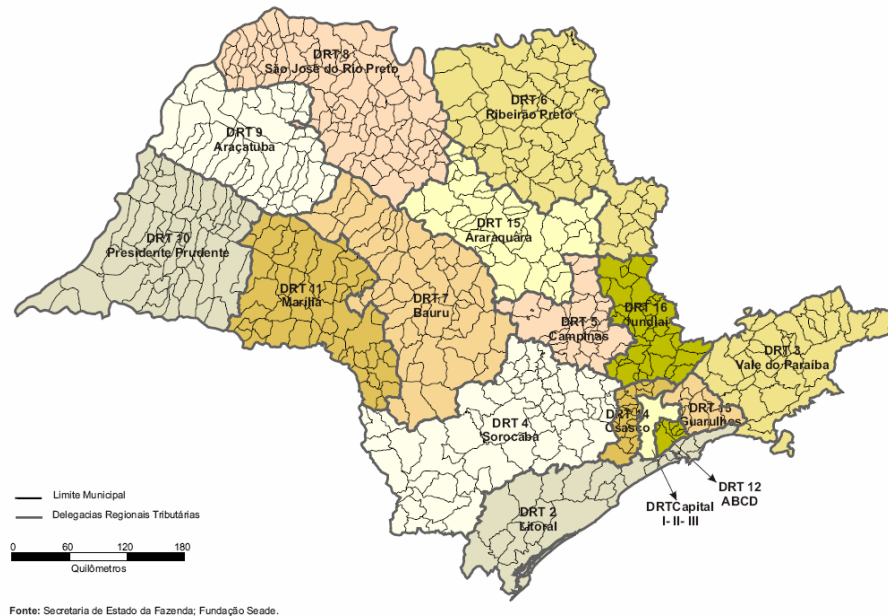 DRT 8
São José do Rio Preto
DRT 6
Ribeirão Preto
DRT 9
Araçatuba
DRT 15
Araraquara
DRT 10
Presidente Prudente
DRT 11
Marília
DRT 7
Bauru
DRT 16
Jundiaí
DRT 5
Campinas
DRT 3
Vale do Paraíba
DRT 4
Sorocaba
DRT 14
Osasco
DRT 13
Guarulhos
DRT 12
ABCD
DRTCapital
I- II- III
DRT 2
Litoral
Limite Municipal
Delegacias Regionais Tributárias
0 60 120 180
Quilômetros
Fonte: Secretaria de Estado da Fazenda; Fundação Seade.